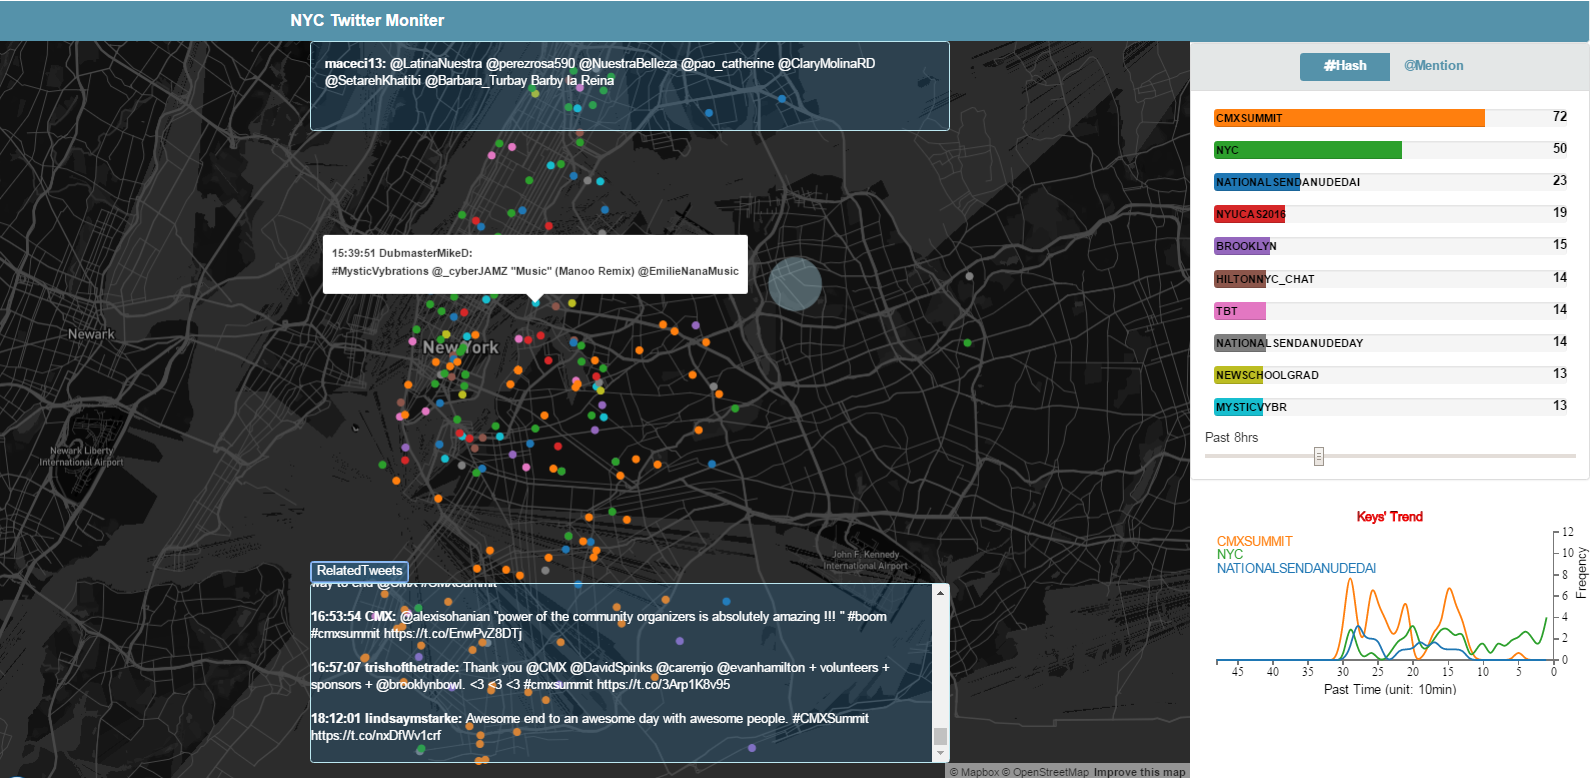 NYC Twitter Moniter
maceci13: @LatinaNuestra @perezrosa590 @NuestraBelleza @pao_catherine @ClaryMolinaRD
@SetarehKhatibi @Barbara_Turbay Barby la Reina
15:39:51 DubmasterMikeD:
#MysticVybrations @_cyberJAMZ "Music" (Manoo Remix) @EmilieNanaMusic
Newark
New York
Newark Liberty
International Airport
John F. Kennedy
International Airport
RelatedTweets
way to end @CMX #CMXSummit
16:53:54 CMX: @alexisohanian "power of the community organizers is absolutely amazing !!! " #boom
#cmxsummit https://t.co/EnwPvZ8DTj
16:57:07 trishofthetrade: Thank you @CMX @DavidSpinks @caremjo @evanhamilton + volunteers +
sponsors + @brooklynbowl. <3 <3 <3 #cmxsummit https://t.co/3Arp1K8v95
18:12:01 lindsaymstarke: Awesome end to an awesome day with awesome people. #CMXSummit
https://t.co/nxDfWv1crf
© Mapbox © OpenStreetMap Improve this map
#Hash @Mention
CMXSUMMIT 72
NYC 50
NATIONALSENDANUDEDAI 23
NYUCAS2016 19
BROOKLYN 15
HILTONNYC_CHAT 14
TBT 14
NATIONALSENDANUDEDAY 14
NEWSCHOOLGRAD 13
MYSTICVYBR 13
Past 8hrs
Keys' Trend
CMXSUMMIT
NYC
NATIONALSENDANUDEDAI
12
10
8
6
4
2
0
Freqency
45 40 35 30 25 20 15 10 5 0
Past Time (unit: 10min)